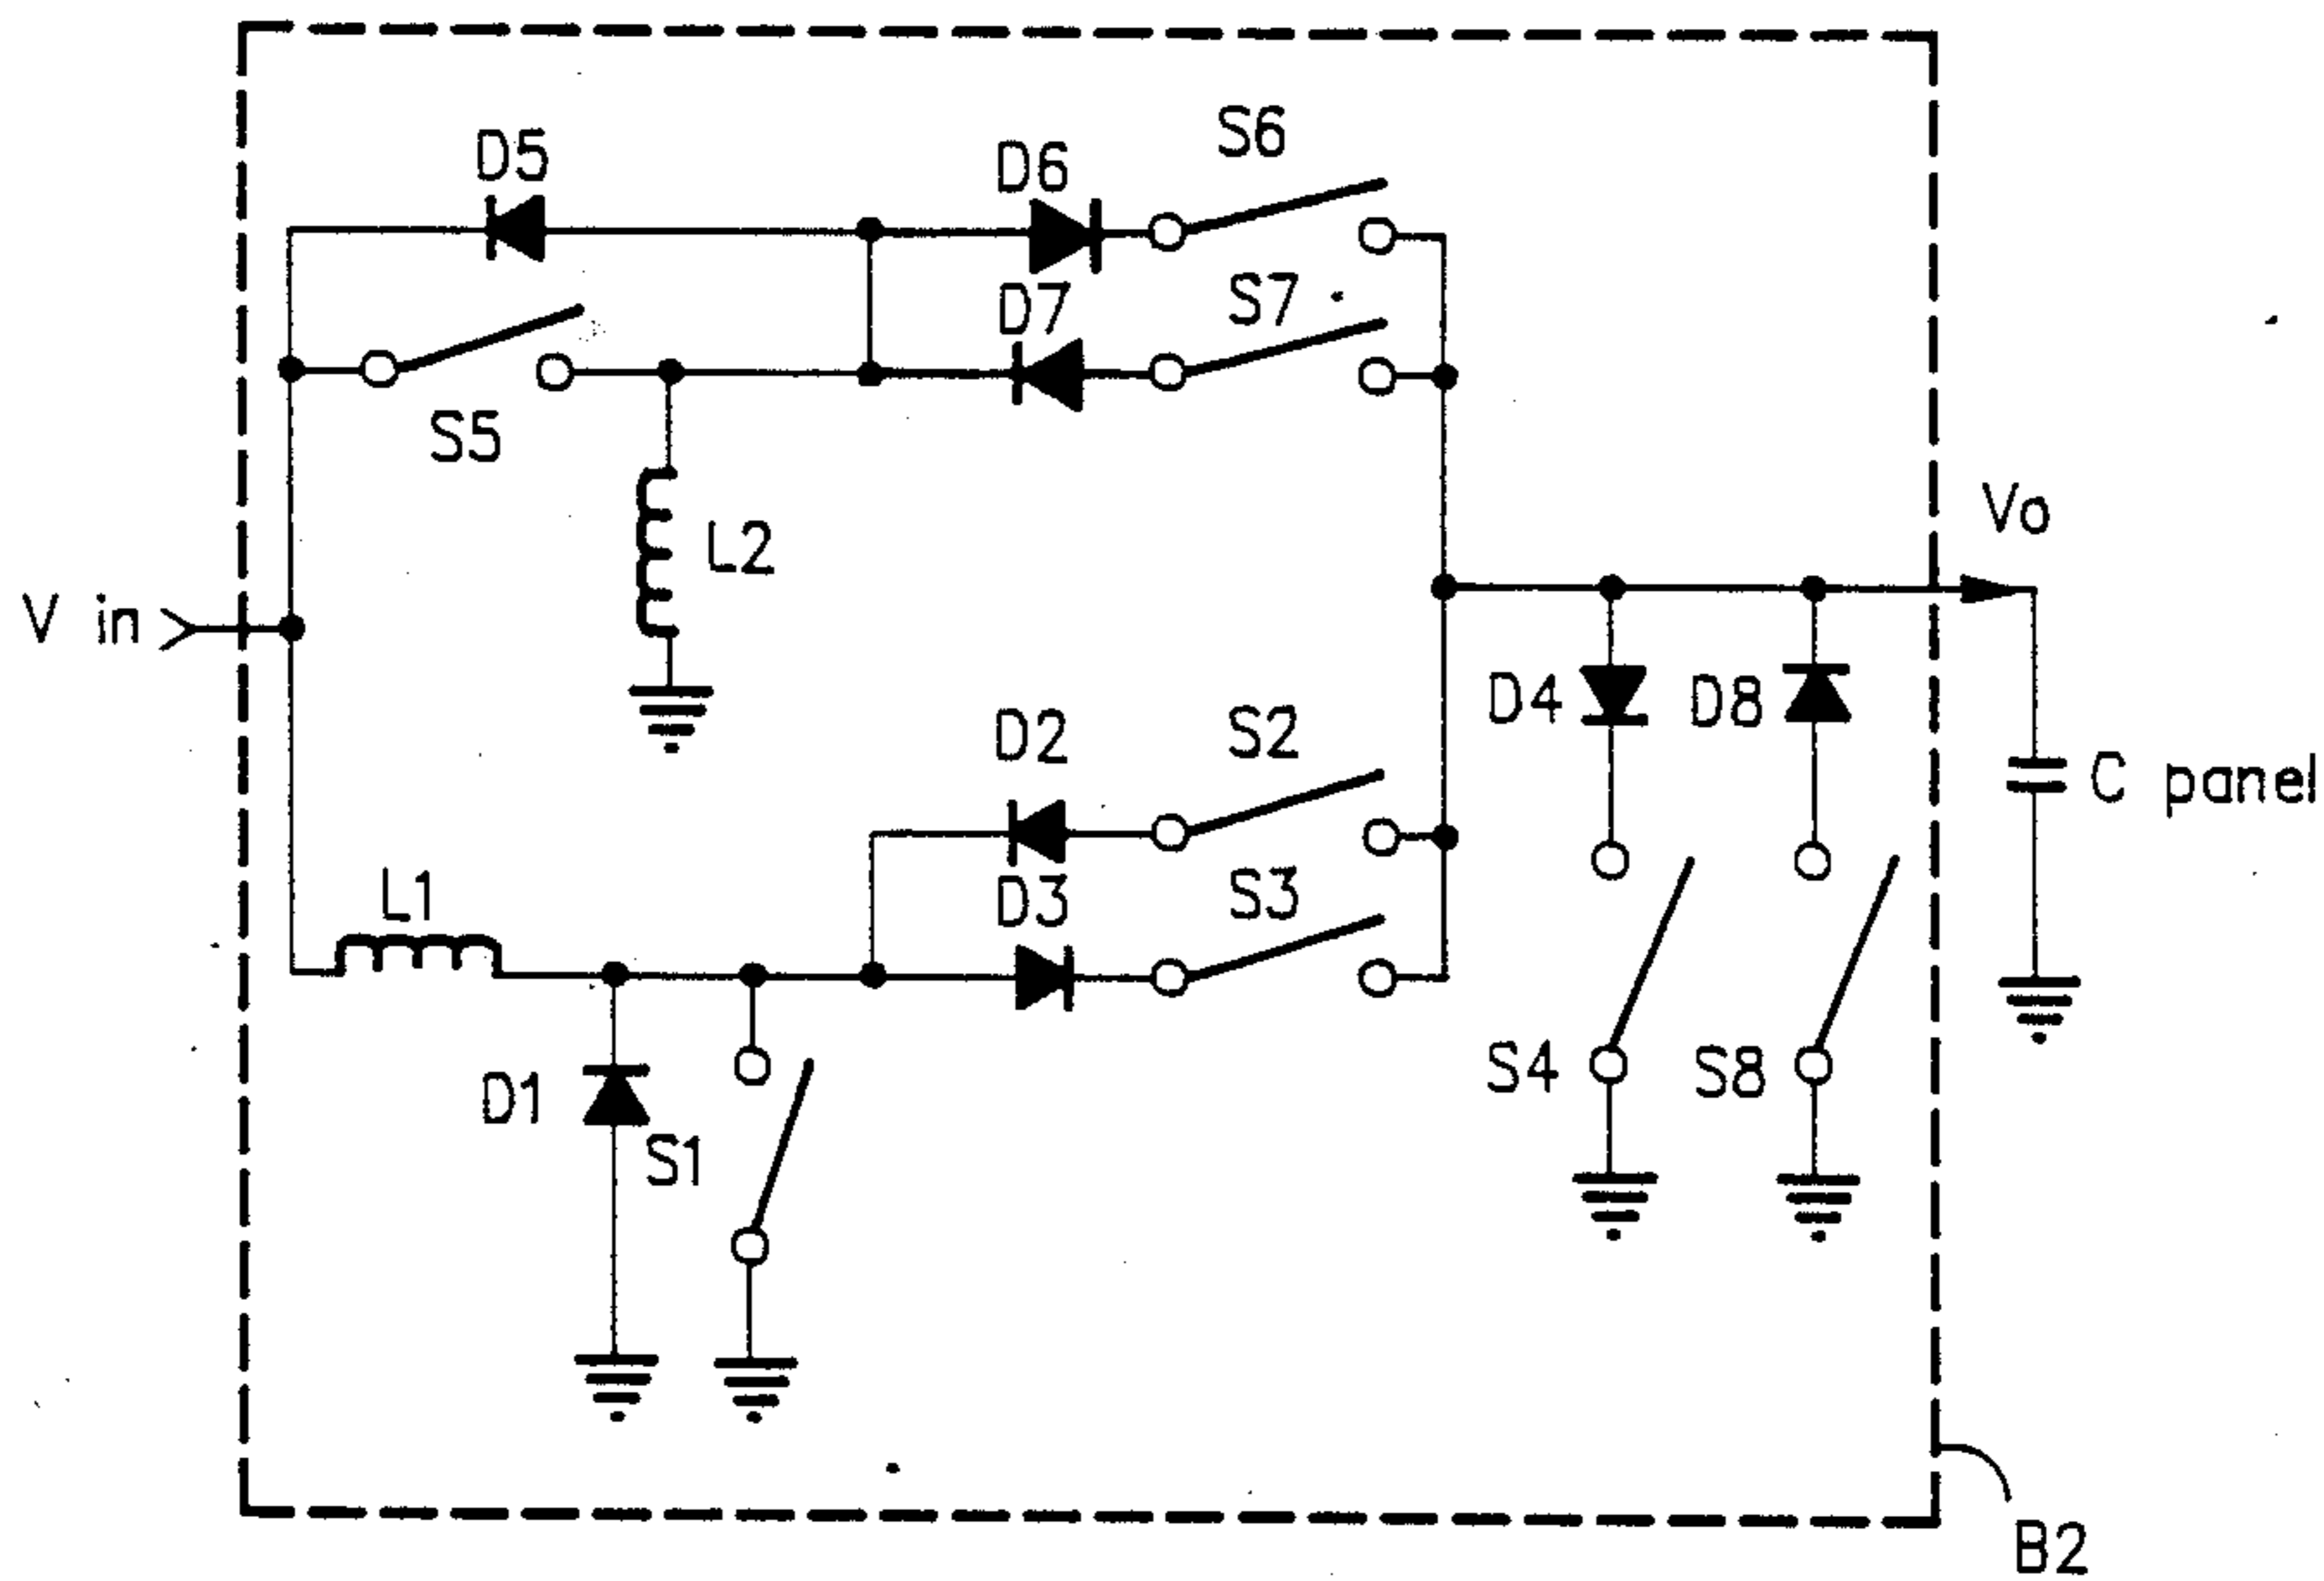 D5
D6
S6
D7
S7
S5
L2
Vo
V in
D2
S2
D4
D8
C panel
L1
D3
S3
D1
S1
S4
S8
B2